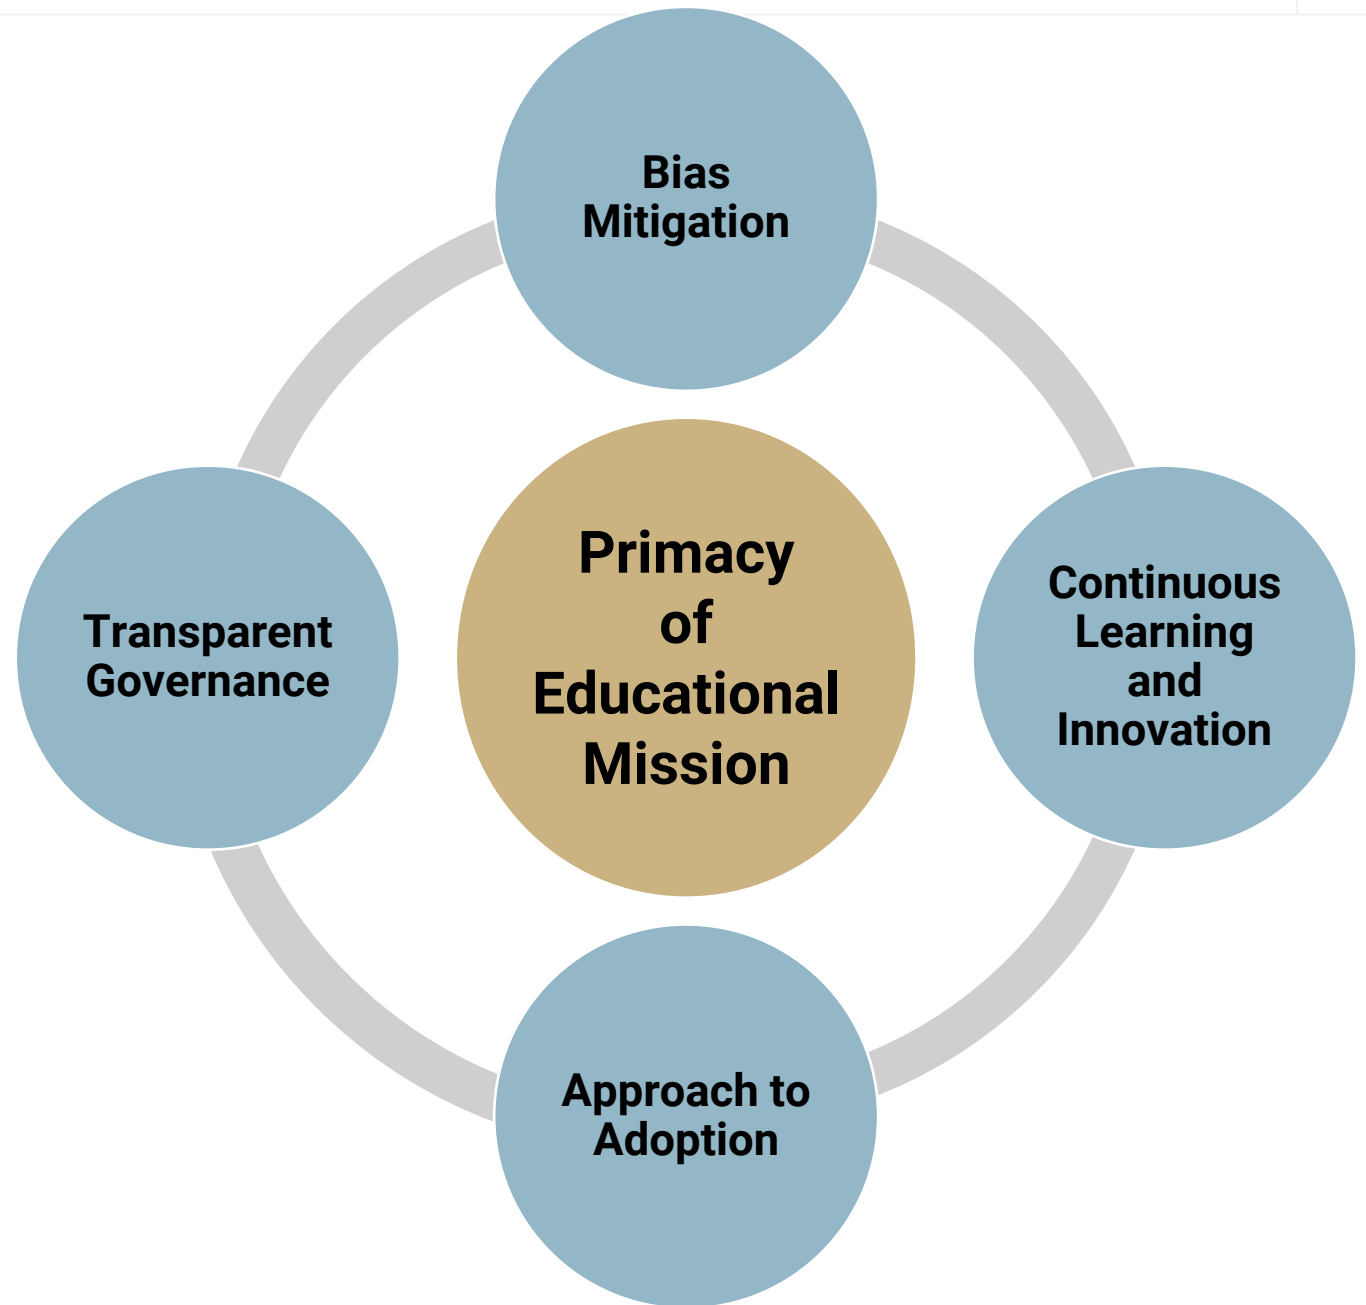 Bias
Mitigation
Primacy
of
Educational
Mission
Transparent
Governance
Continuous
Learning
and
Innovation
Approach to
Adoption